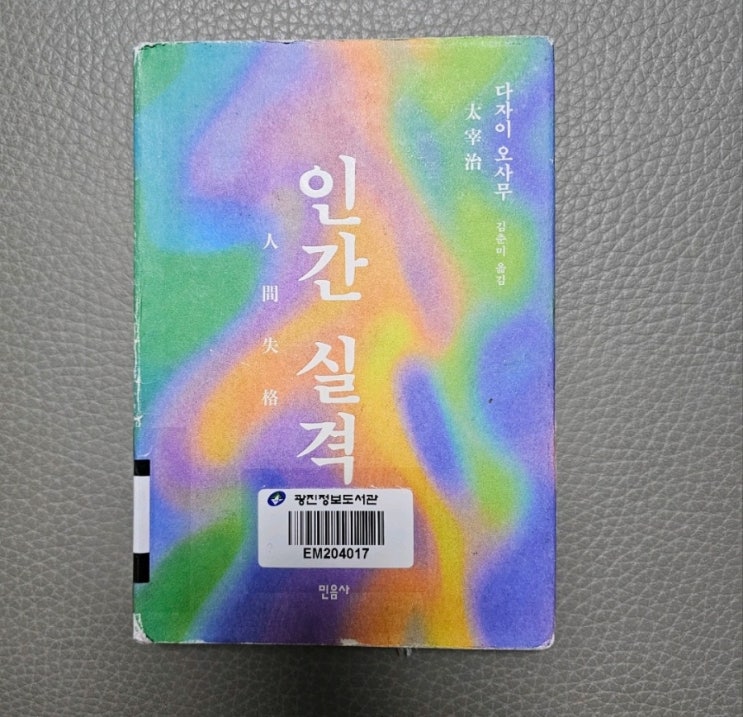 다자이 오사무
太宰治
김춘미 옮김
인간 실격
人間失格
광진정보도서관
EM204017
민음사